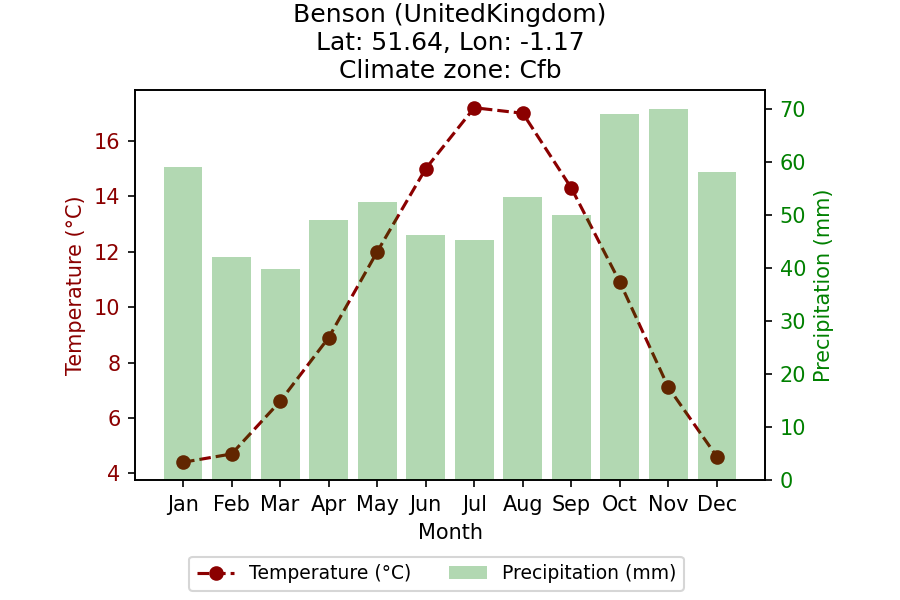 Benson (UnitedKingdom)
Lat: 51.64, Lon: -1.17
Climate zone: Cfb
Temperature (°C)
16
14
12
10
8
6
4
70
60
50
40
30
20
10
0
Precipitation (mm)
Jan Feb Mar Apr May Jun Jul Aug Sep Oct Nov Dec
Month
Temperature (°C) Precipitation (mm)